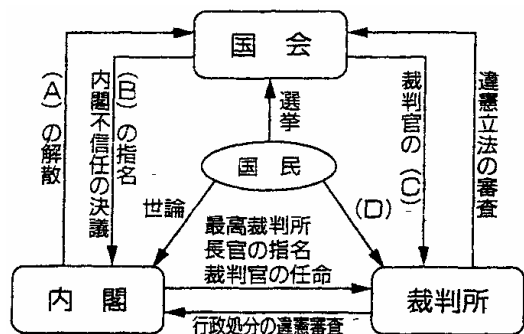 国会
(A)の解散
(B)の指名
内閣不信任の決議
選挙
裁判官の(C)
違憲立法の審査
国民
世論
(D)
最高裁判所
長官の指名
裁判官の任命
内閣
裁判所
行政処分の違憲審査